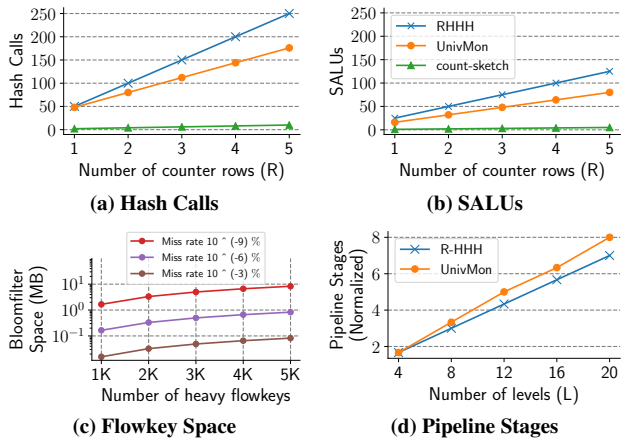 250
200
150
100
50
0
Hash Calls
1 2 3 4 5
Number of counter rows (R)
(a) Hash Calls
250
200
150
100
50
0
SALUs
RHHH
UnivMon
count-sketch
1 2 3 4 5
Number of counter rows (R)
(b) SALUs
Miss rate 10 ^ (-9) %
Miss rate 10 ^ (-6) %
Miss rate 10 ^ (-3) %
Bloomfilter
Space (MB)
10^1
10^0
10^-1
1K 2K 3K 4K 5K
Number of heavy flowkeys
(c) Flowkey Space
Pipeline Stages
(Normalized)
8
6
4
2
R-HHH
UnivMon
4 8 12 16 20
Number of levels (L)
(d) Pipeline Stages